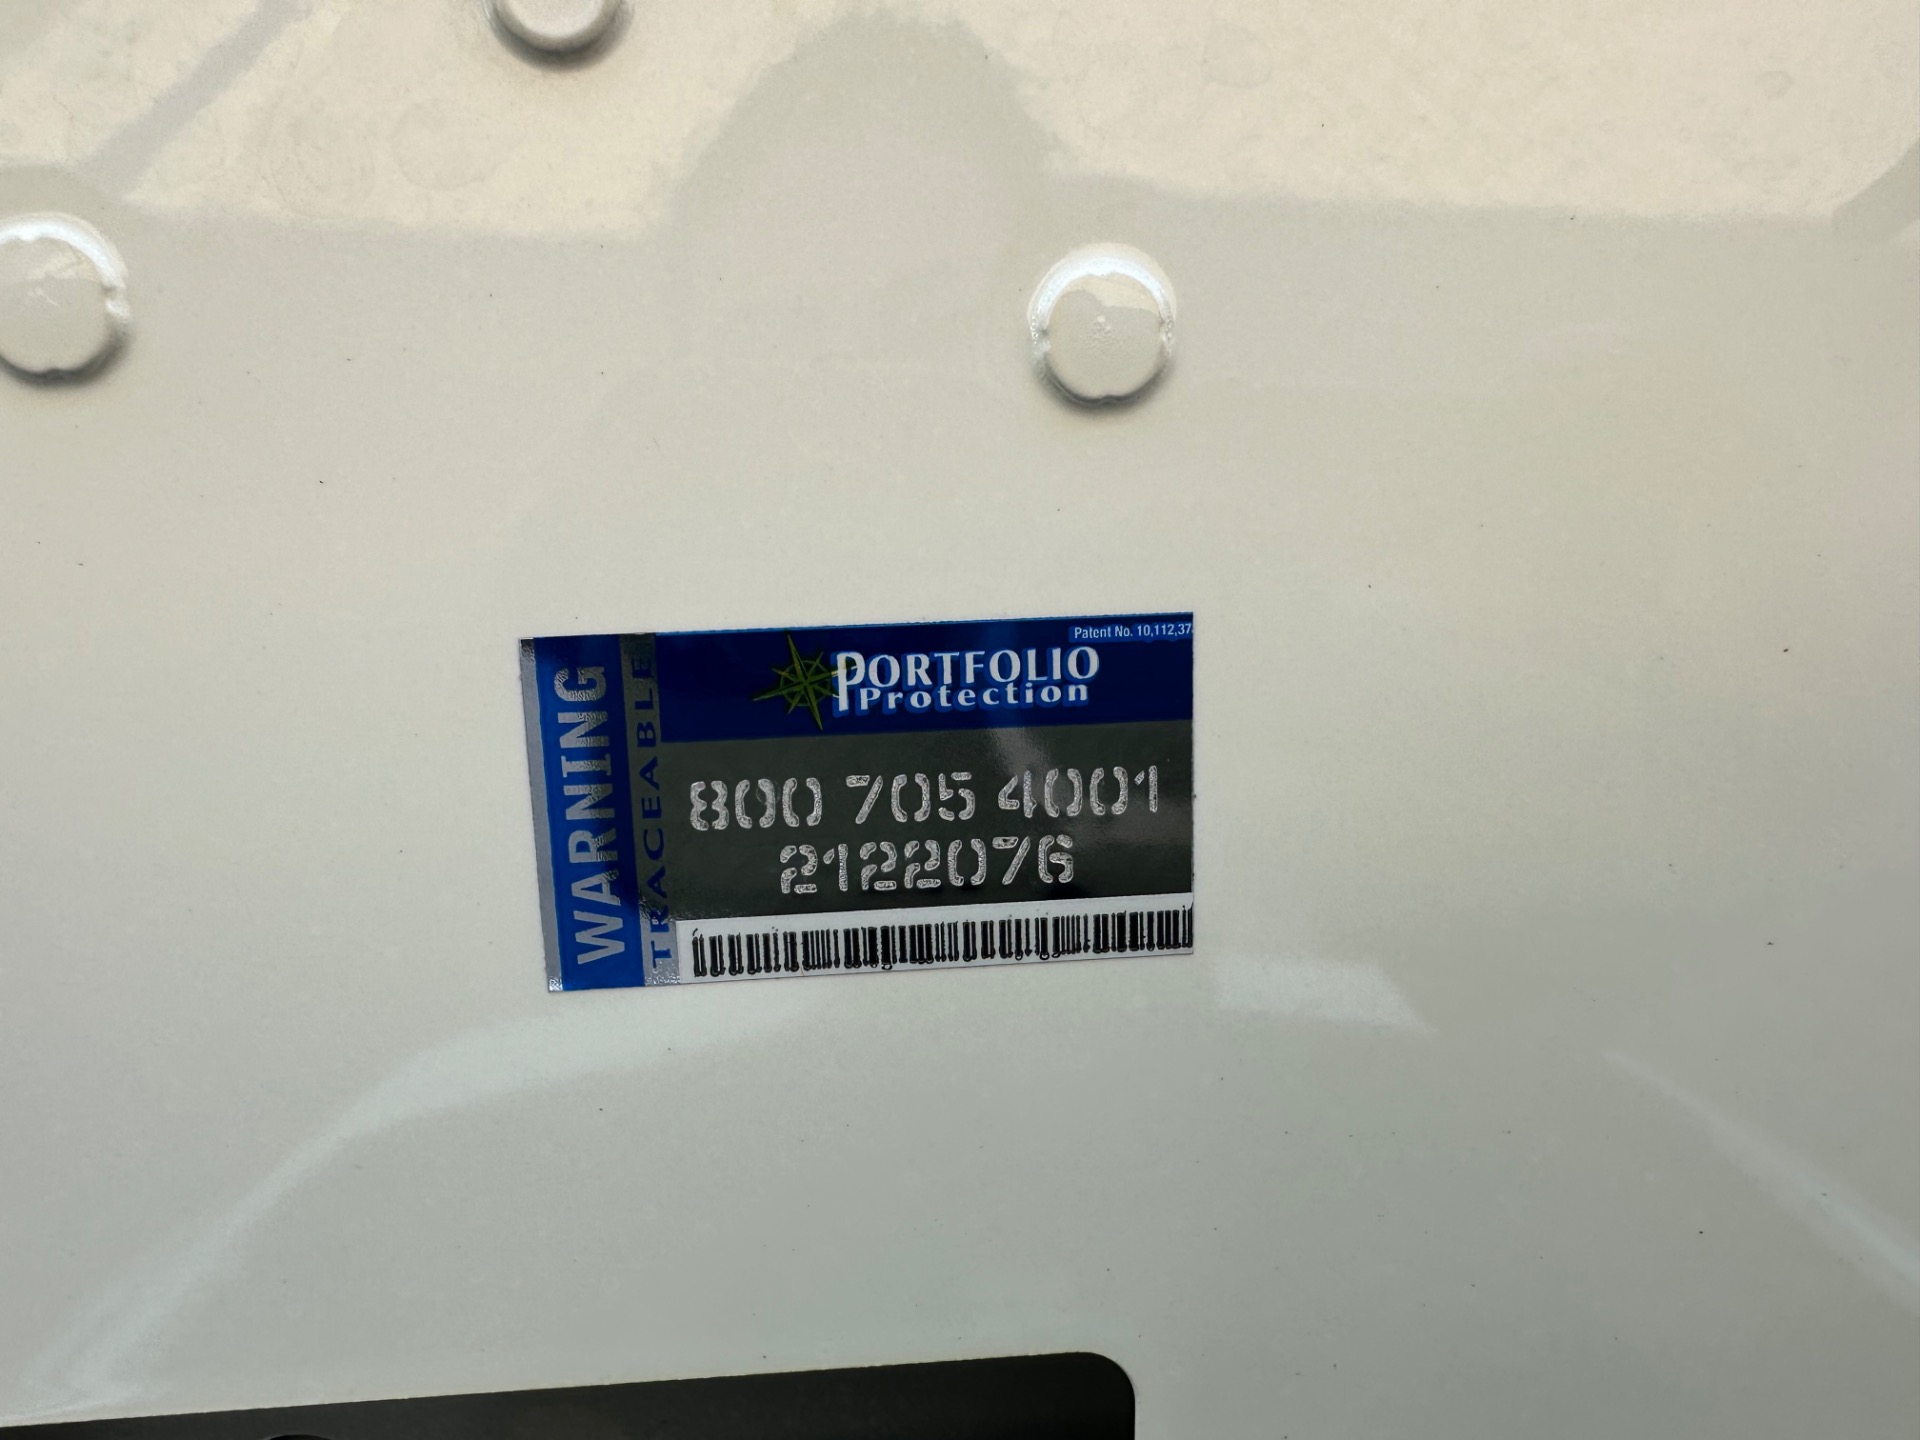 WARNING
TRACEABLE
Patent No. 10,112,37
PORTFOLIO
Protection
800 705 4001
2122076